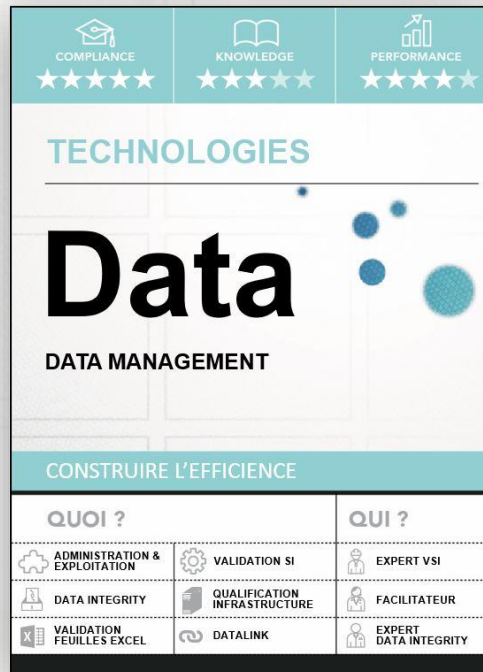 COMPLIANCE
KNOWLEDGE
PERFORMANCE
TECHNOLOGIES
Data
DATA MANAGEMENT
CONSTRUIRE L'EFFICIENCE
QUOI ?
QUI ?
ADMINISTRATION &
EXPLOITATION
VALIDATION SI
EXPERT VSI
DATA INTEGRITY
QUALIFICATION
INFRASTRUCTURE
FACILITATEUR
VALIDATION
FEUILLES EXCEL
DATALINK
EXPERT
DATA INTEGRITY